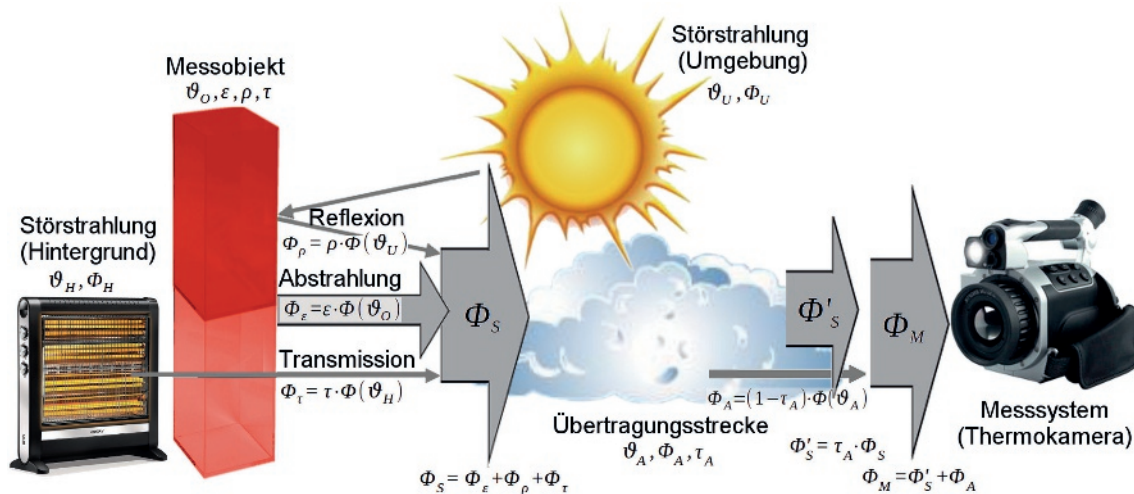 Störstrahlung
(Umgebung)
ϑ_U, Φ_U
Messobjekt
ϑ_O, ε, ρ, τ
Störstrahlung
(Hintergrund)
ϑ_H, Φ_H
Reflexion
Φ_ρ = ρ·Φ(ϑ_U)
Abstrahlung
Φ_ε = ε·Φ(ϑ_O)
Transmission
Φ_τ = τ·Φ(ϑ_H)
Φ_S
Φ'_S
Φ_M
Φ_A=(1−τ_A)·Φ(ϑ_A)
Übertragungsstrecke
ϑ_A, Φ_A, τ_A
Φ'_S = τ_A·Φ_S
Messsystem
(Thermokamera)
Φ_S = Φ_ε + Φ_ρ + Φ_τ
Φ_M = Φ'_S + Φ_A